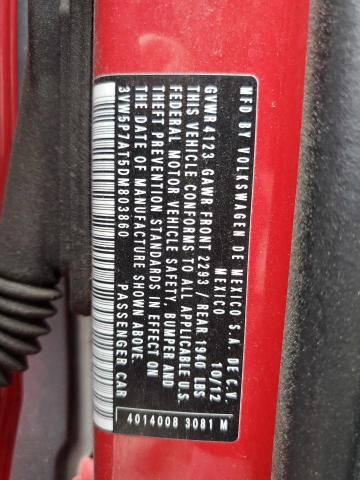 MFD BY VOLKSWAGEN DE MEXICO S.A. DE C.V.
MEXICO 10/12
GVWR 4123 GAWR FRONT 2293 / REAR 1940 LBS
THIS VEHICLE CONFORMS TO ALL APPLICABLE U.S.
FEDERAL MOTOR VEHICLE SAFETY, BUMPER AND
THEFT PREVENTION STANDARDS IN EFFECT ON
THE DATE OF MANUFACTURE SHOWN ABOVE.
3VW5P7AT5DM803860 PASSENGER CAR
4014008 3081 M